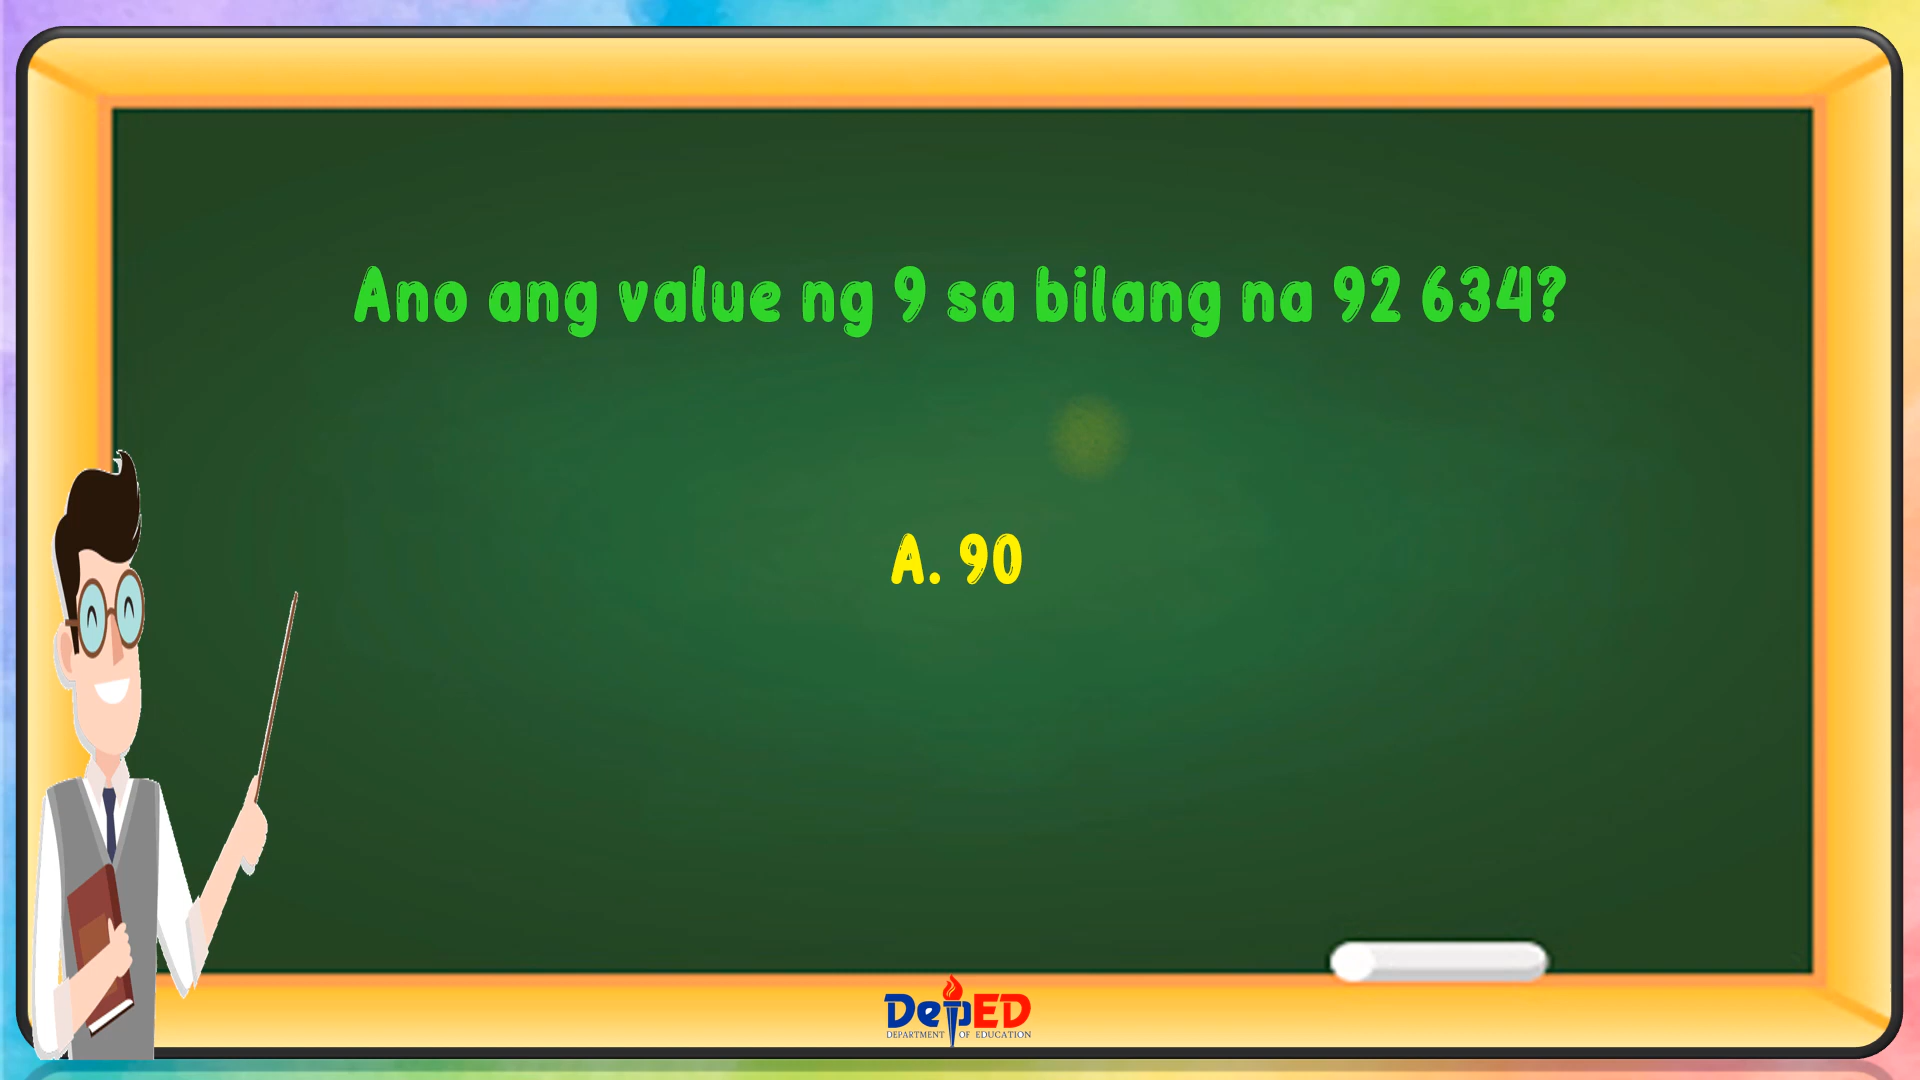 Ano ang value ng 9 sa bilang na 92 634?
A. 90
DepED
DEPARTMENT OF EDUCATION